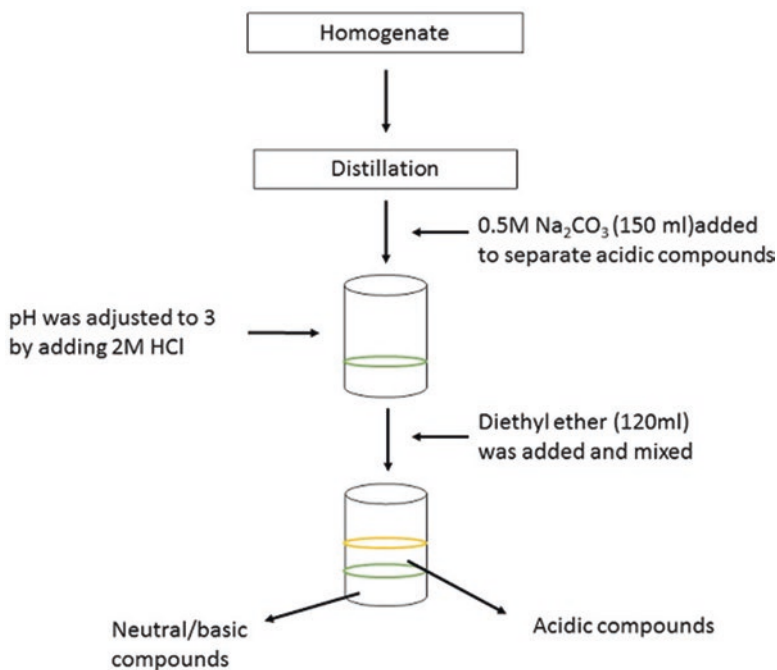 Homogenate
Distillation
0.5M Na₂CO₃ (150 ml)added
to separate acidic compounds
pH was adjusted to 3
by adding 2M HCl
Diethyl ether (120ml)
was added and mixed
Neutral/basic
compounds
Acidic compounds